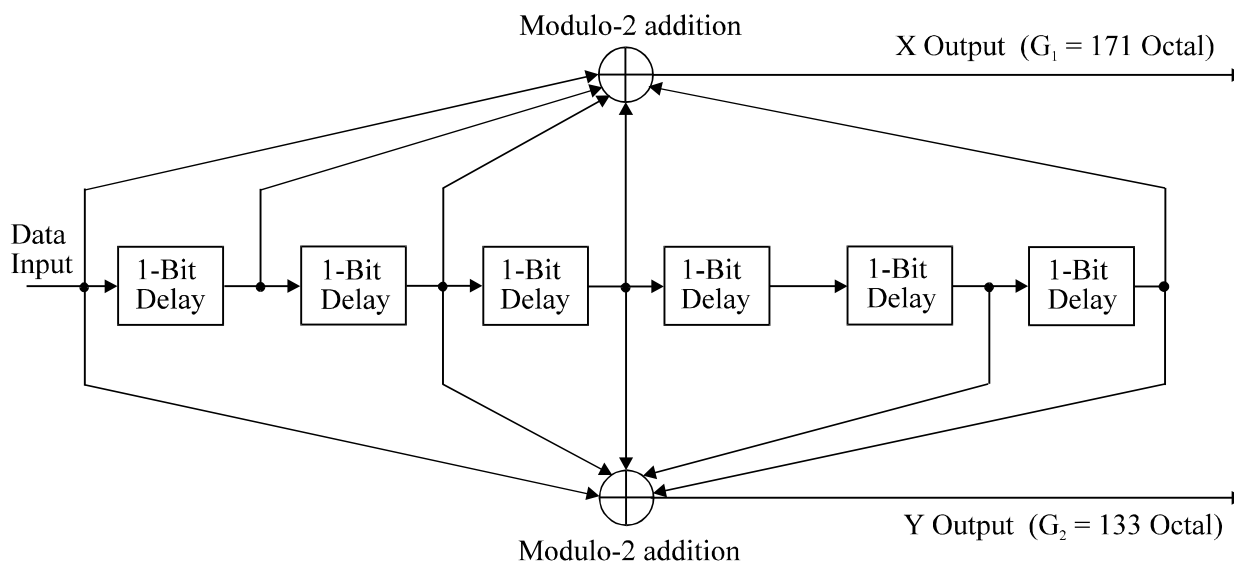 Modulo-2 addition
X Output (G₁ = 171 Octal)
Data
Input
1-Bit
Delay
1-Bit
Delay
1-Bit
Delay
1-Bit
Delay
1-Bit
Delay
1-Bit
Delay
Y Output (G₂ = 133 Octal)
Modulo-2 addition